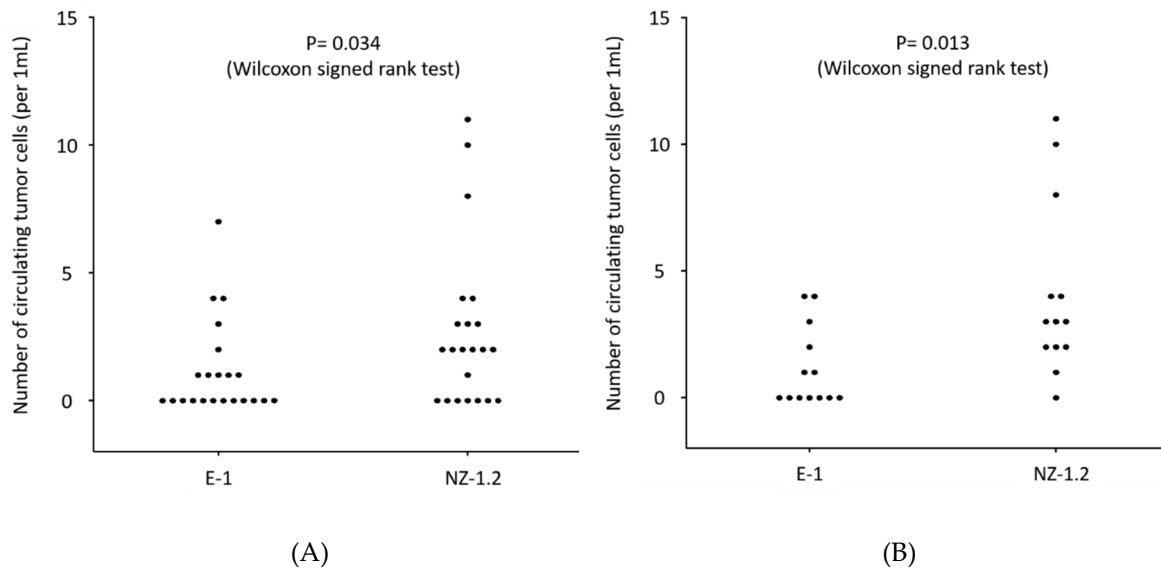 Number of circulating tumor cells (per 1mL)
15
10
5
0
P= 0.034
(Wilcoxon signed rank test)
E-1
NZ-1.2
(A)
Number of circulating tumor cells (per 1mL)
15
10
5
0
P= 0.013
(Wilcoxon signed rank test)
E-1
NZ-1.2
(B)